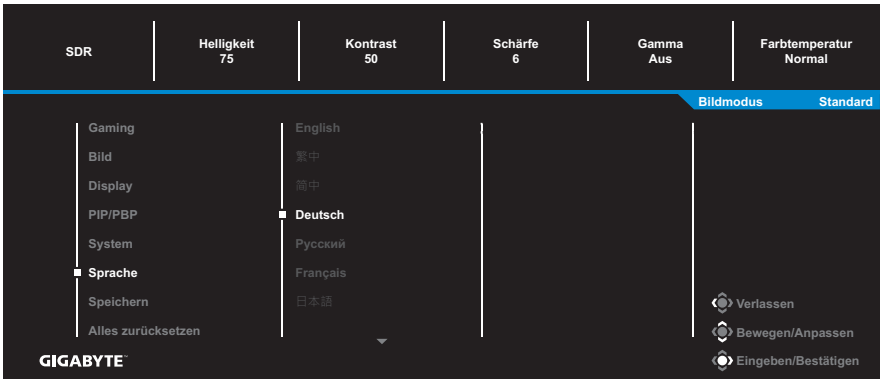 SDR
Helligkeit
75
Kontrast
50
Schärfe
6
Gamma
Aus
Farbtemperatur
Normal
Bildmodus Standard
Gaming
Bild
Display
PIP/PBP
System
Sprache
Speichern
Alles zurücksetzen
English
繁中
简中
Deutsch
Русский
Français
日本語
Verlassen
Bewegen/Anpassen
Eingeben/Bestätigen
GIGABYTE™